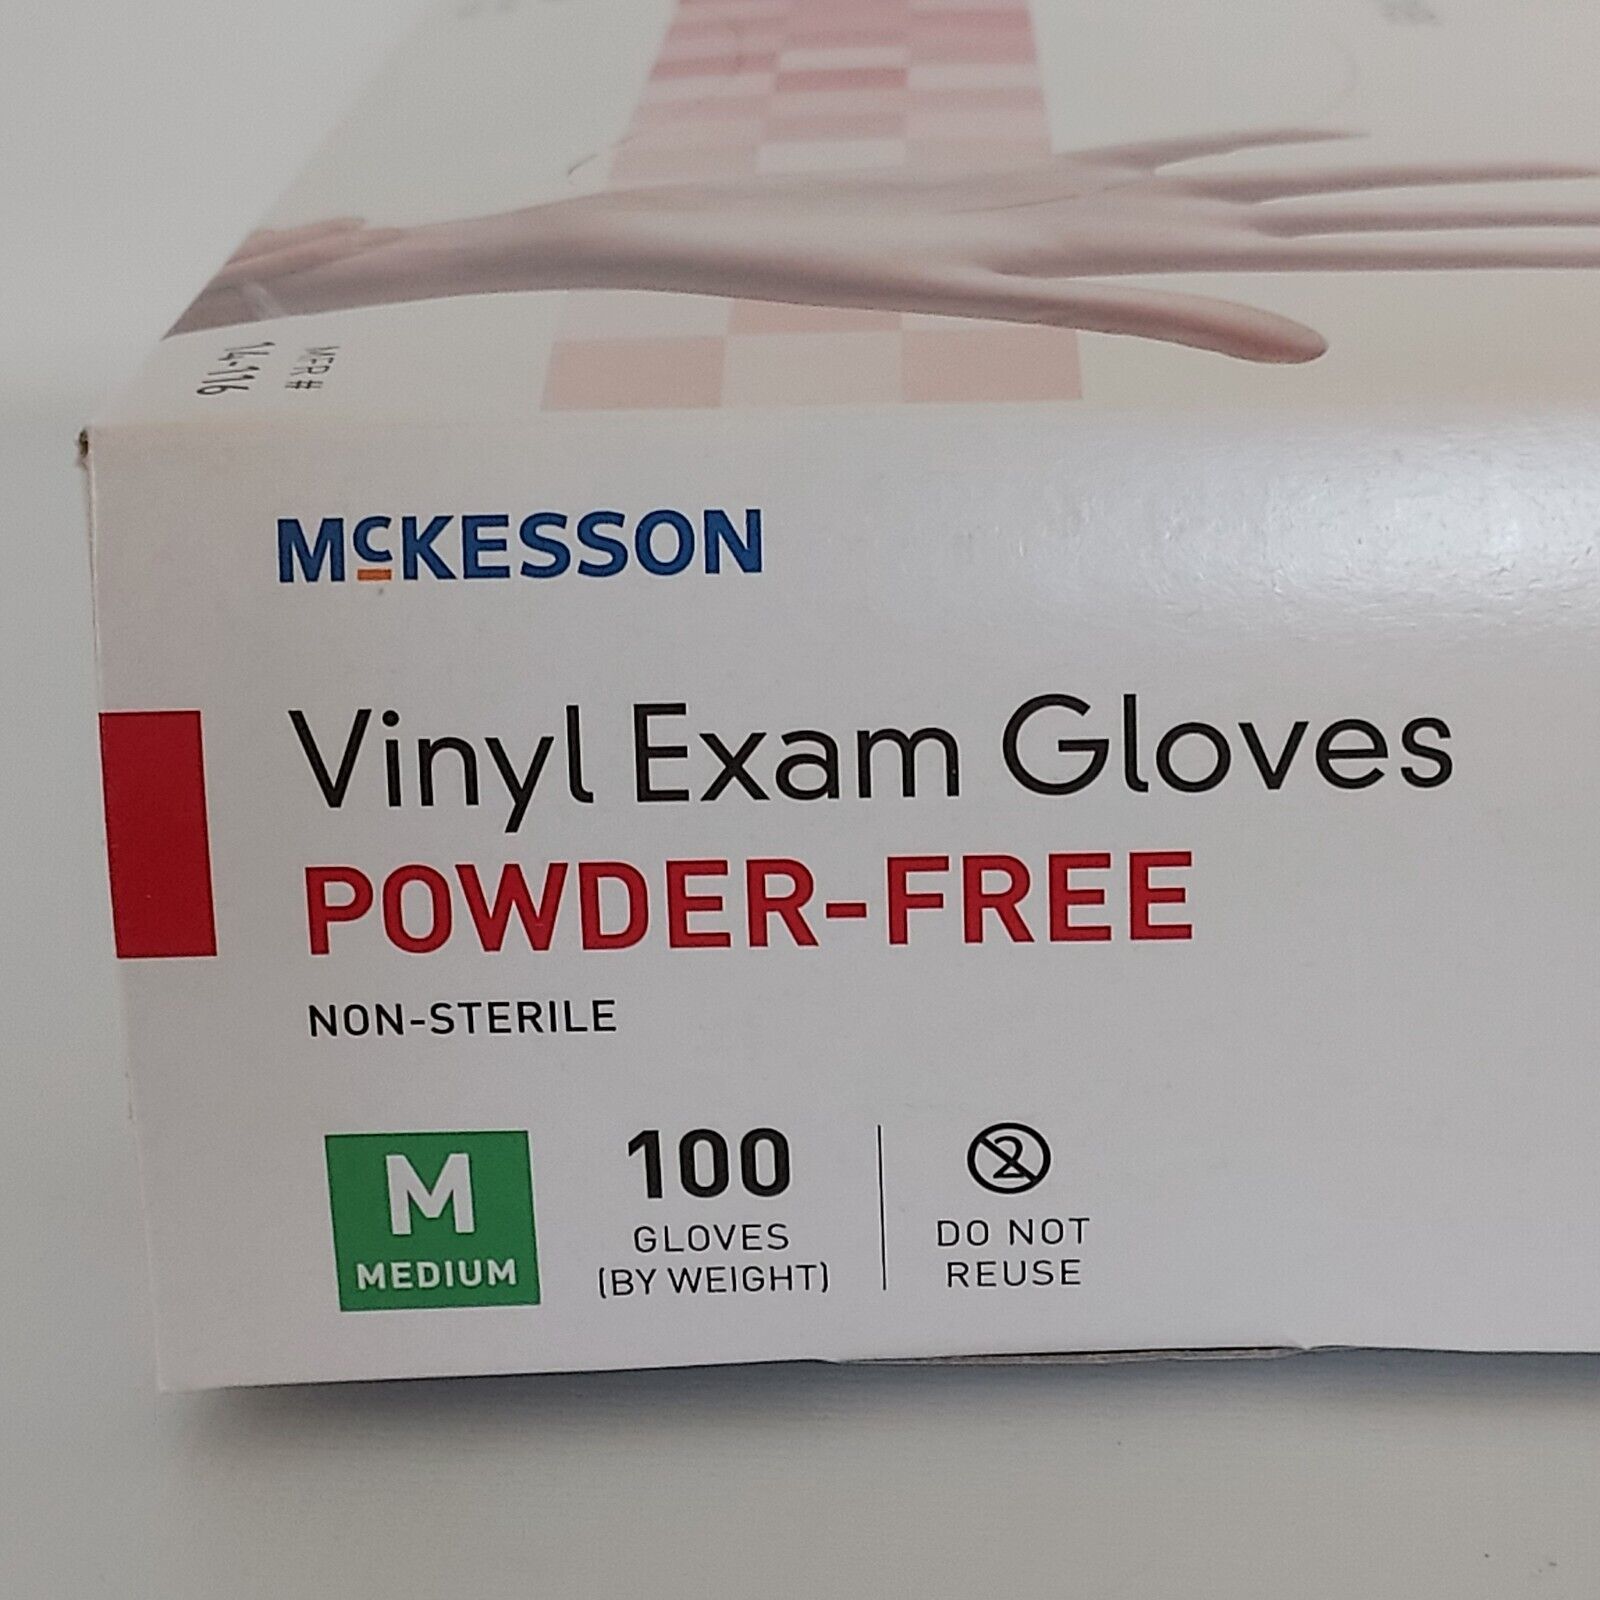 MFR #
14-116
McKESSON
Vinyl Exam Gloves
POWDER-FREE
NON-STERILE
M
MEDIUM
100
GLOVES
(BY WEIGHT)
2
DO NOT
REUSE